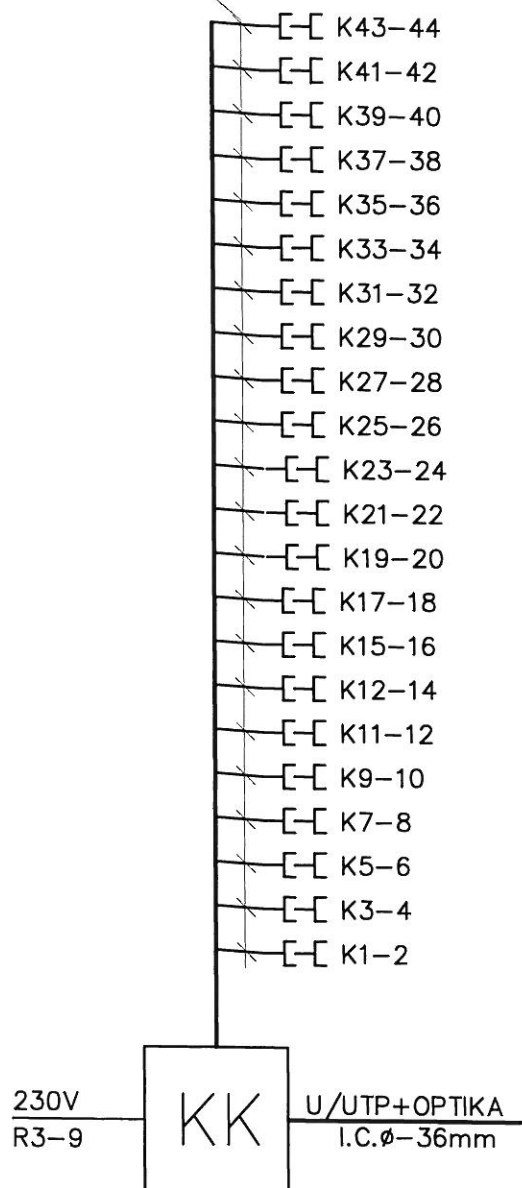 K43-44
K41-42
K39-40
K37-38
K35-36
K33-34
K31-32
K29-30
K27-28
K25-26
K23-24
K21-22
K19-20
K17-18
K15-16
K12-14
K11-12
K9-10
K7-8
K5-6
K3-4
K1-2
230V
R3-9
KK
U/UTP+OPTIKA
I.C.ø-36mm